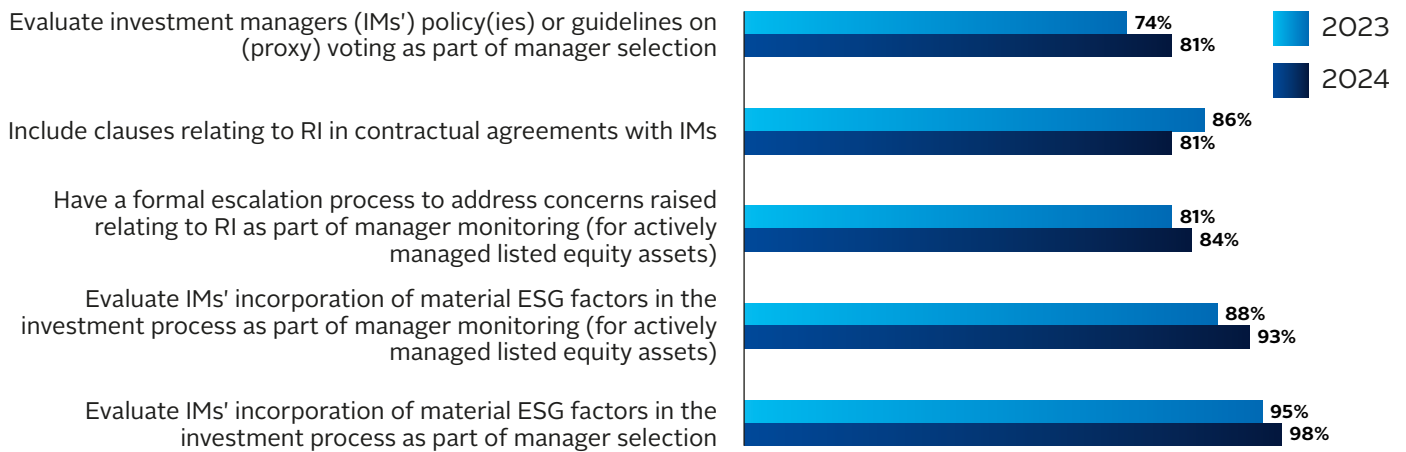 Evaluate investment managers (IMs') policy(ies) or guidelines on
(proxy) voting as part of manager selection
74%
81%
2023
2024
Include clauses relating to RI in contractual agreements with IMs
86%
81%
Have a formal escalation process to address concerns raised
relating to RI as part of manager monitoring (for actively
managed listed equity assets)
81%
84%
Evaluate IMs' incorporation of material ESG factors in the
investment process as part of manager monitoring (for actively
managed listed equity assets)
88%
93%
Evaluate IMs' incorporation of material ESG factors in the
investment process as part of manager selection
95%
98%